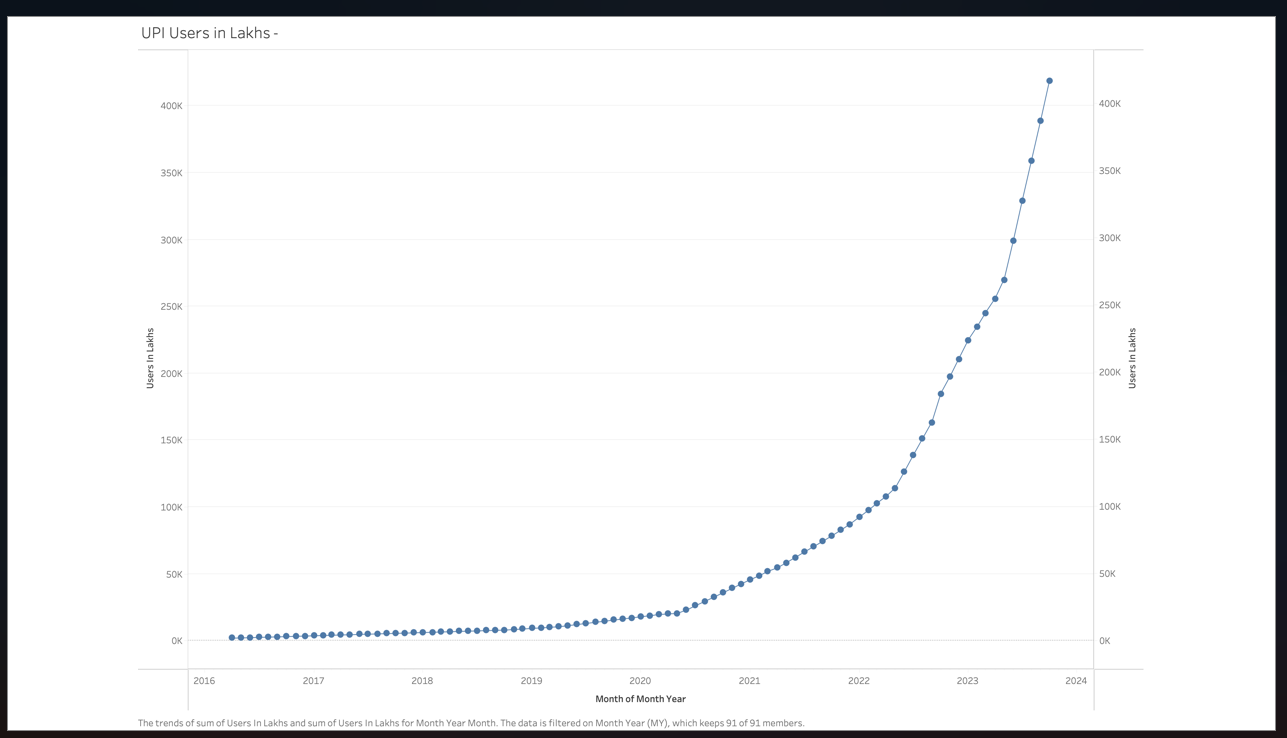 UPI Users in Lakhs -
400K
350K
300K
250K
200K
150K
100K
50K
0K
Users In Lakhs
400K
350K
300K
250K
200K
150K
100K
50K
0K
Users In Lakhs
2016 2017 2018 2019 2020 2021 2022 2023 2024
Month of Month Year
The trends of sum of Users In Lakhs and sum of Users In Lakhs for Month Year Month. The data is filtered on Month Year (MY), which keeps 91 of 91 members.